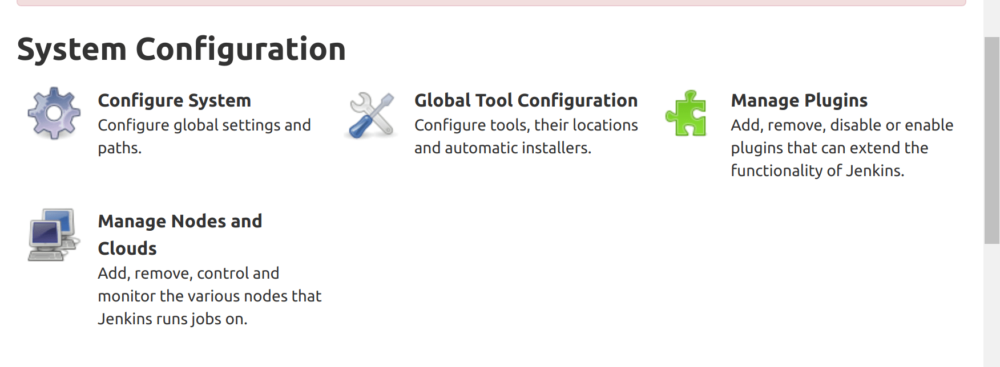 System Configuration
Configure System
Configure global settings and
paths.
Global Tool Configuration
Configure tools, their locations
and automatic installers.
Manage Plugins
Add, remove, disable or enable
plugins that can extend the
functionality of Jenkins.
Manage Nodes and
Clouds
Add, remove, control and
monitor the various nodes that
Jenkins runs jobs on.